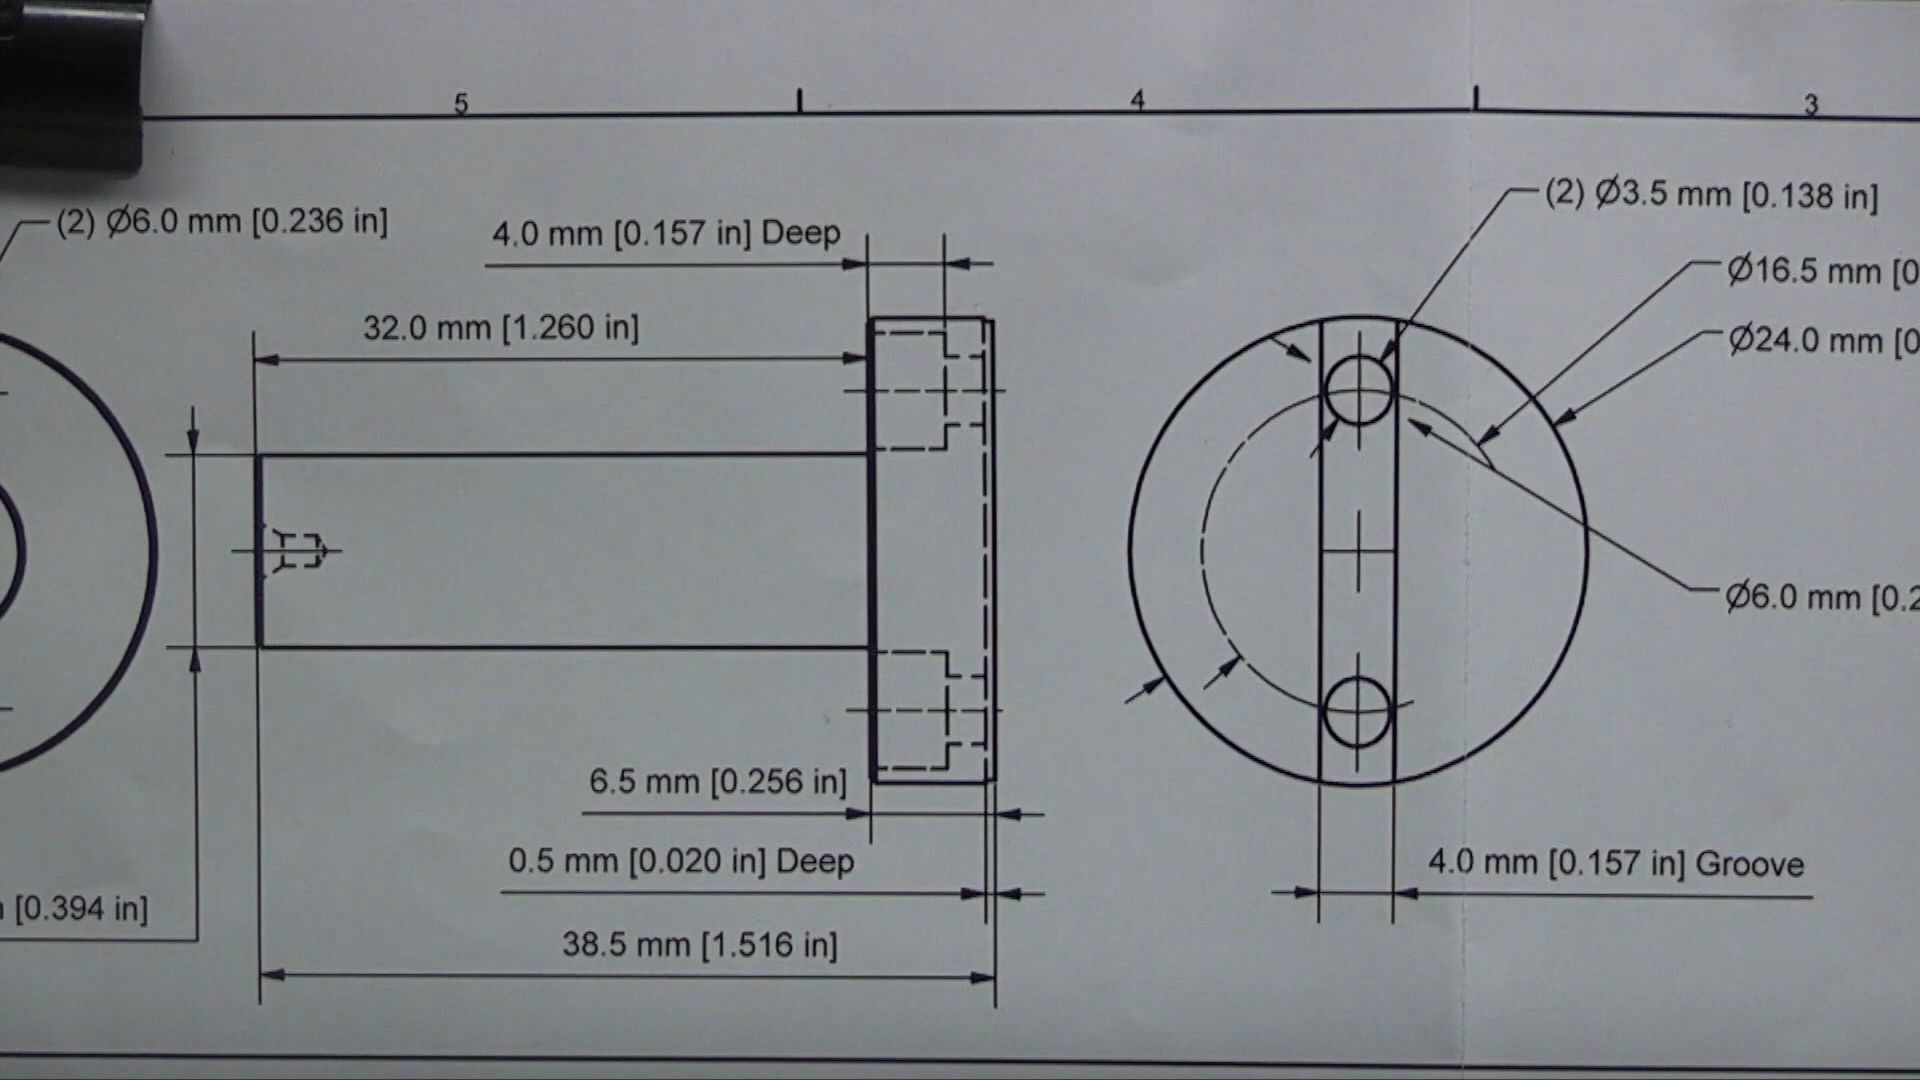 5
4
3
(2) Ø6.0 mm [0.236 in]
4.0 mm [0.157 in] Deep
32.0 mm [1.260 in]
(2) Ø3.5 mm [0.138 in]
Ø16.5 mm [0
Ø24.0 mm [0
Ø6.0 mm [0.2
6.5 mm [0.256 in]
0.5 mm [0.020 in] Deep
4.0 mm [0.157 in] Groove
[0.394 in]
38.5 mm [1.516 in]